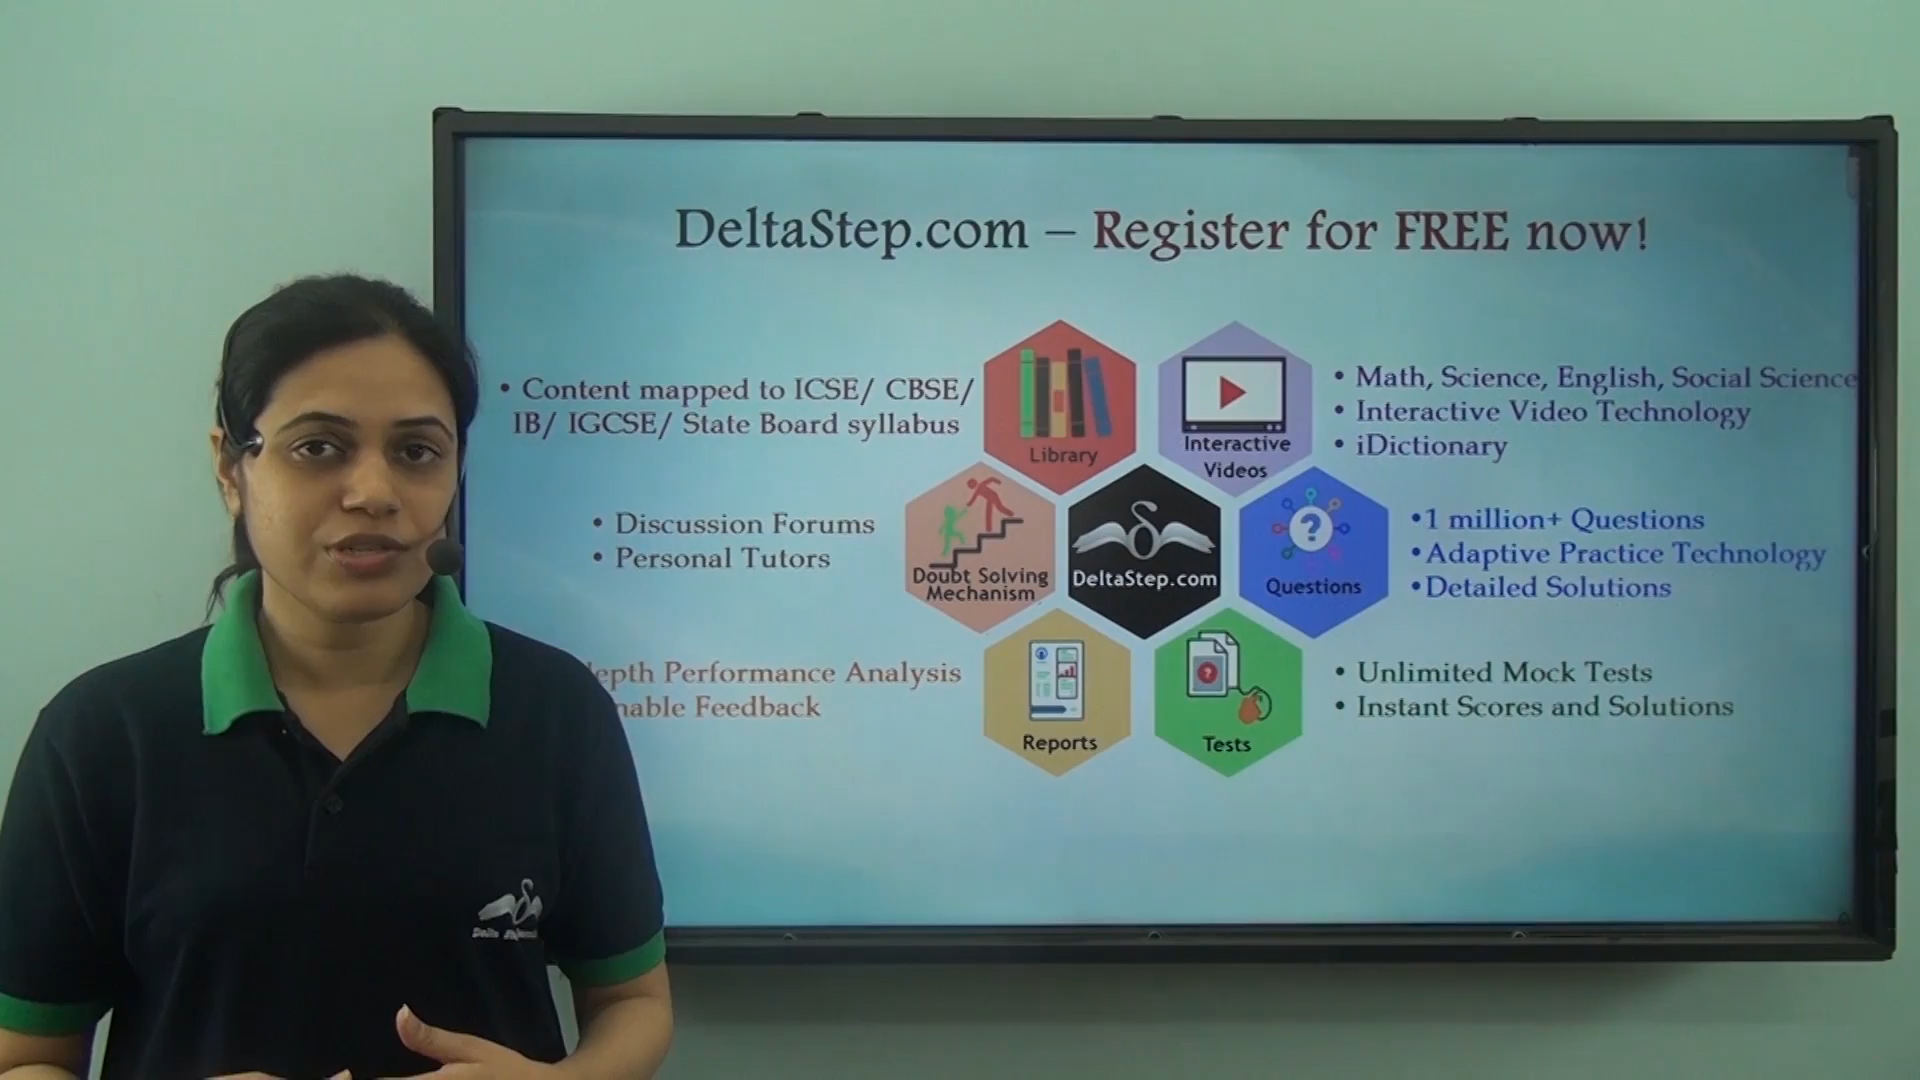 DeltaStep.com – Register for FREE now!
• Content mapped to ICSE/ CBSE/
IB/ IGCSE/ State Board syllabus
Library
Interactive
Videos
• Math, Science, English, Social Science
• Interactive Video Technology
• iDictionary
• Discussion Forums
• Personal Tutors
Doubt Solving
Mechanism
DeltaStep.com
?
Questions
•1 million+ Questions
•Adaptive Practice Technology
•Detailed Solutions
epth Performance Analysis
nable Feedback
Reports
?
Tests
• Unlimited Mock Tests
• Instant Scores and Solutions
Delta